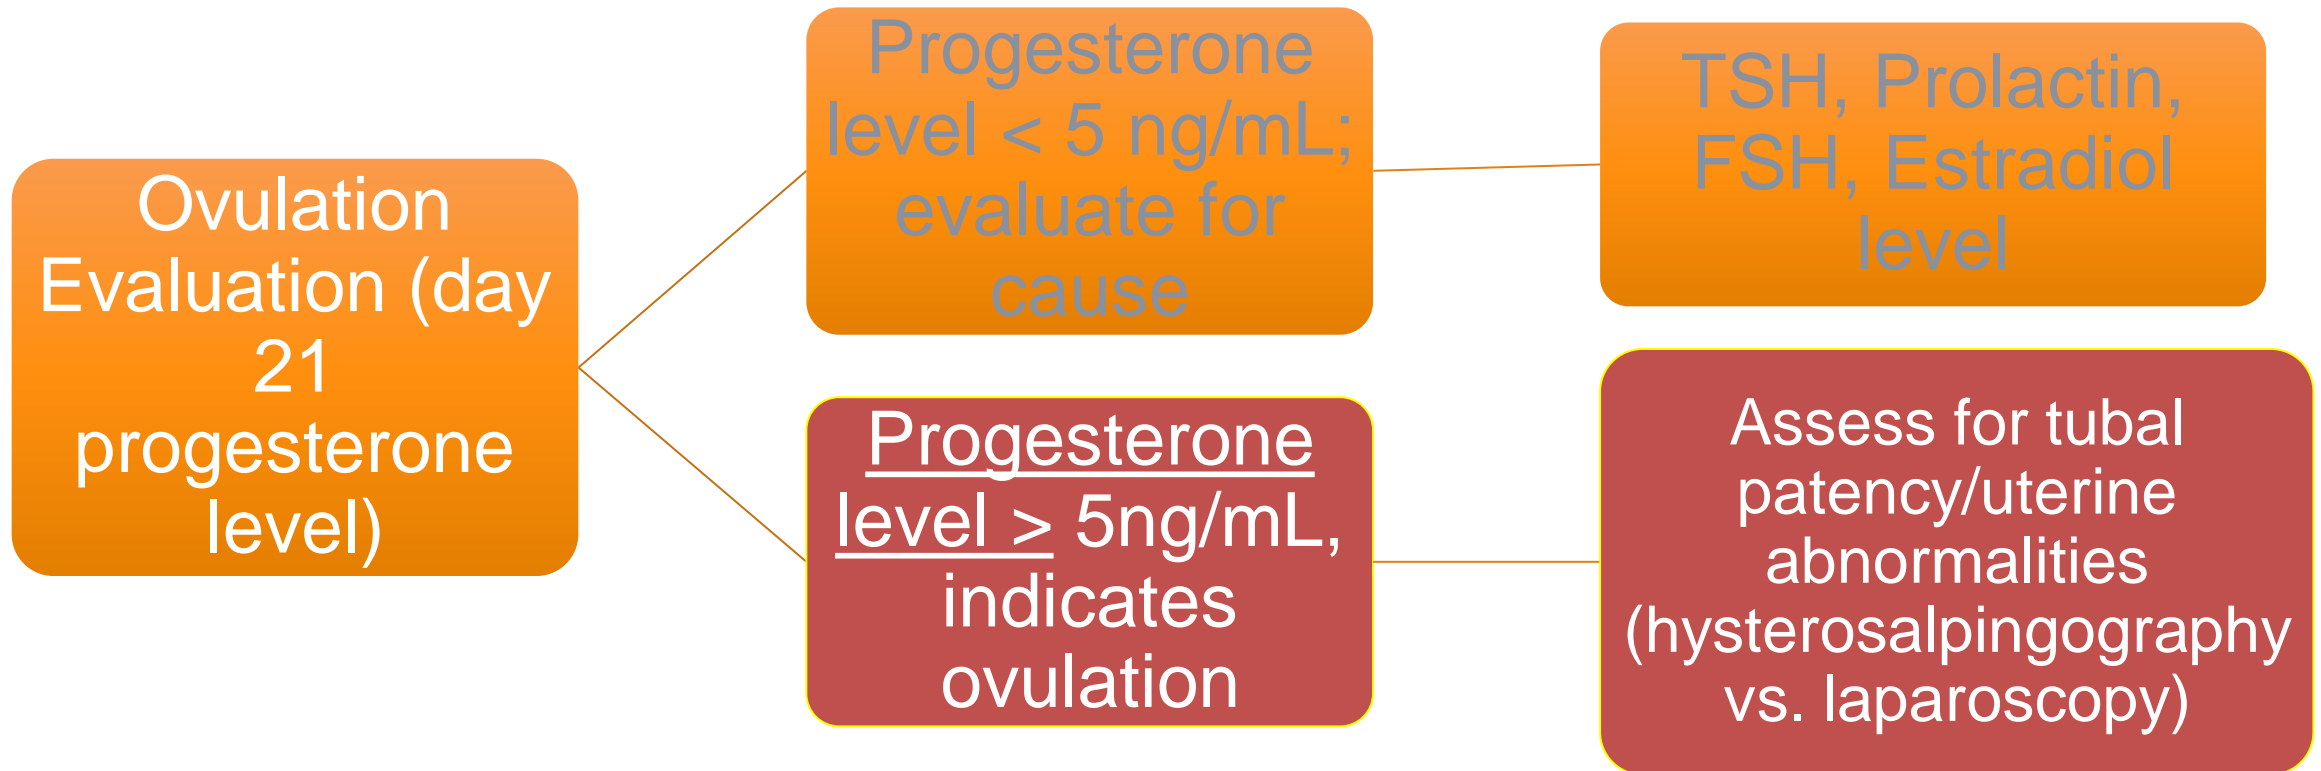 Ovulation
Evaluation (day
21
progesterone
level)
Progesterone
level < 5 ng/mL;
evaluate for
cause
TSH, Prolactin,
FSH, Estradiol
level
Progesterone
level > 5ng/mL,
indicates
ovulation
Assess for tubal
patency/uterine
abnormalities
(hysterosalpingography
vs. laparoscopy)